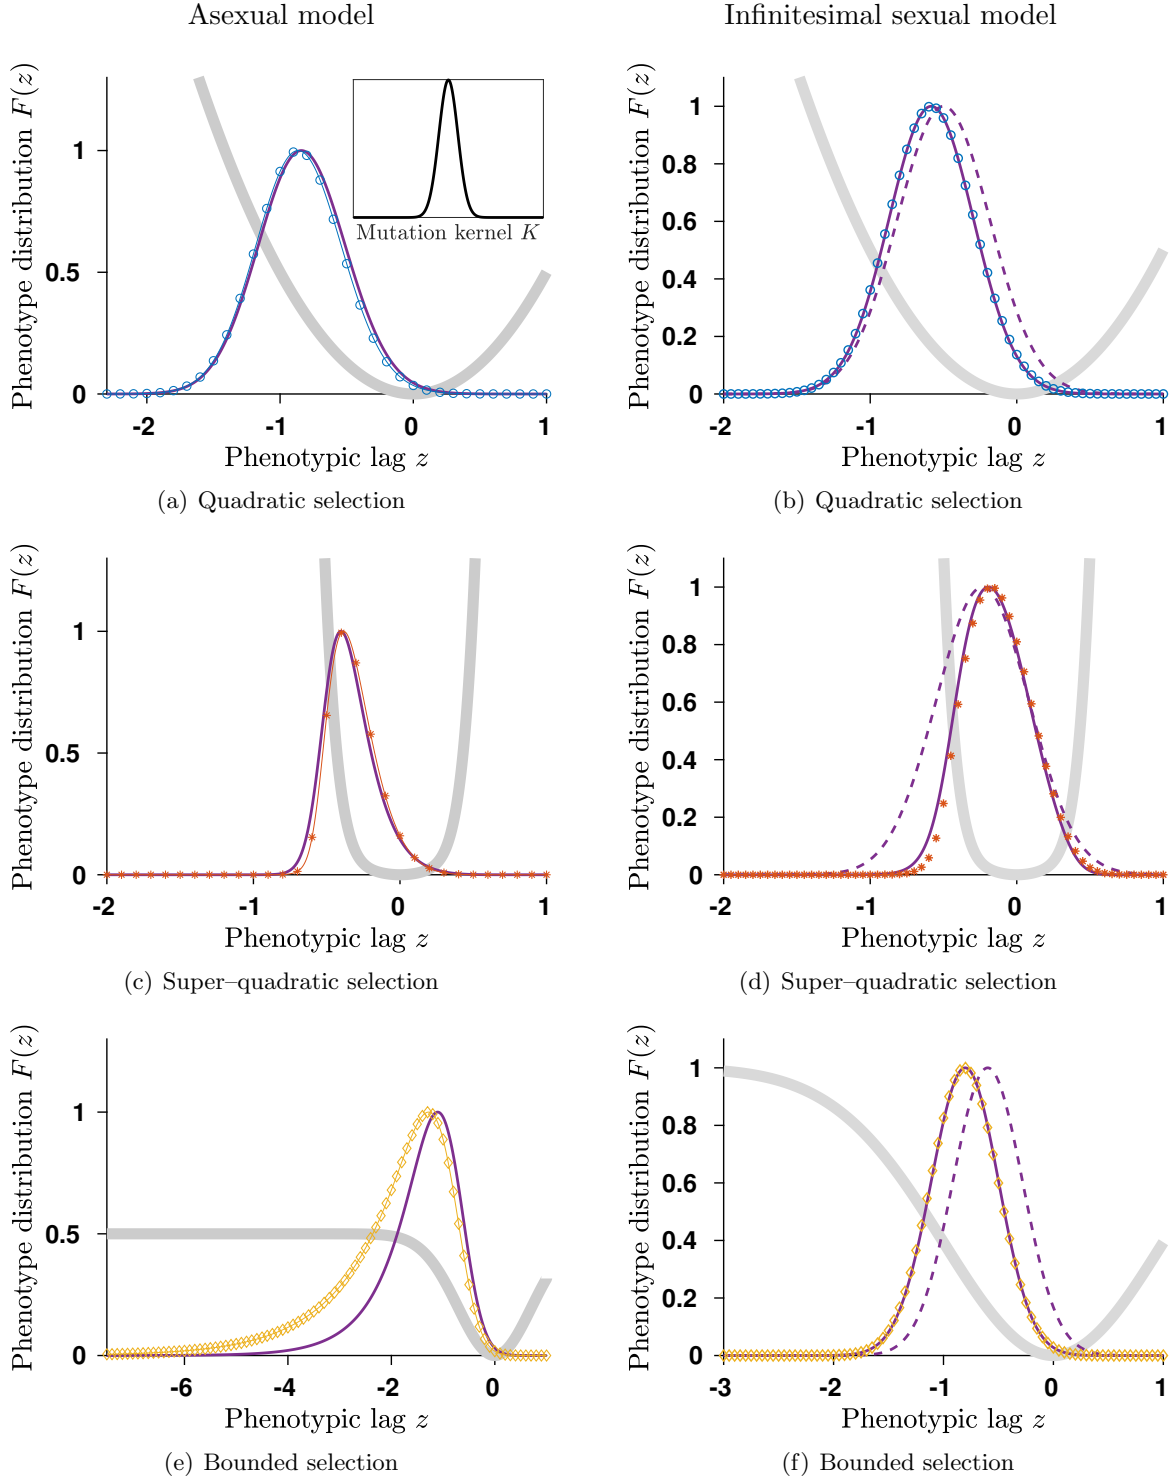 Asexual model
Infinitesimal sexual model
Phenotype distribution F(z)
1
0.5
0
Mutation kernel K
-2 -1 0 1
Phenotypic lag z
(a) Quadratic selection
Phenotype distribution F(z)
1
0.8
0.6
0.4
0.2
0
-2 -1 0 1
Phenotypic lag z
(b) Quadratic selection
Phenotype distribution F(z)
1
0.5
0
-2 -1 0 1
Phenotypic lag z
(c) Super–quadratic selection
Phenotype distribution F(z)
1
0.8
0.6
0.4
0.2
0
-2 -1 0 1
Phenotypic lag z
(d) Super–quadratic selection
Phenotype distribution F(z)
1
0.5
0
-6 -4 -2 0
Phenotypic lag z
(e) Bounded selection
Phenotype distribution F(z)
1
0.8
0.6
0.4
0.2
0
-3 -2 -1 0 1
Phenotypic lag z
(f) Bounded selection